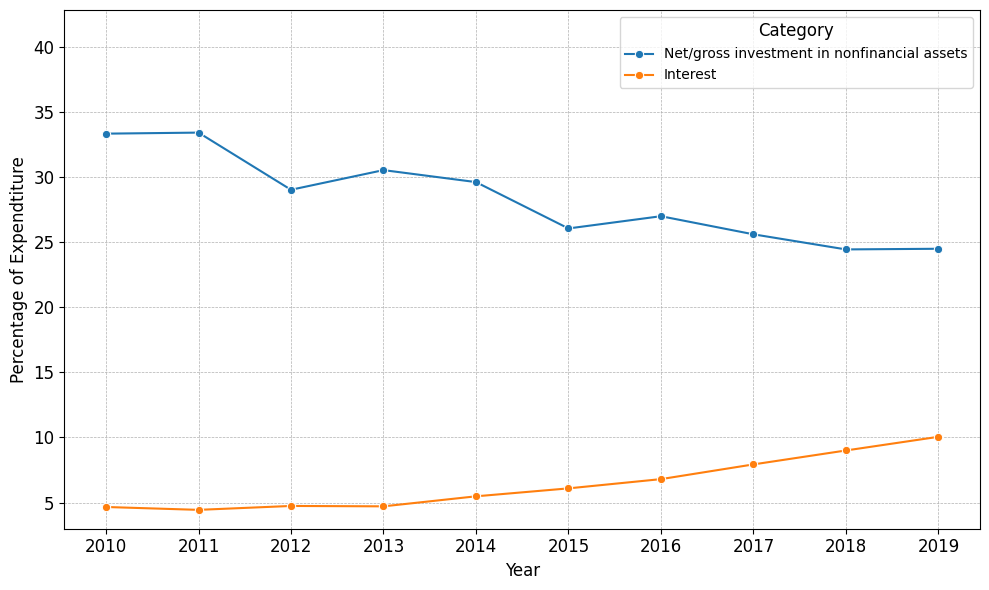 Category
Net/gross investment in nonfinancial assets
Interest
Percentage of Expendtiture
40
35
30
25
20
15
10
5
2010 2011 2012 2013 2014 2015 2016 2017 2018 2019
Year